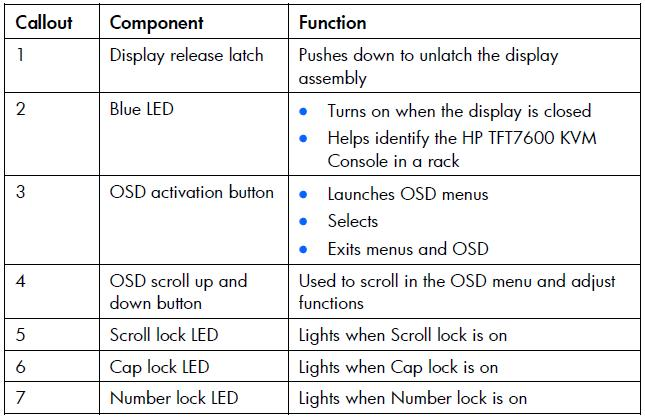 Callout Component Function
1 Display release latch Pushes down to unlatch the display
assembly
2 Blue LED • Turns on when the display is closed
• Helps identify the HP TFT7600 KVM
Console in a rack
3 OSD activation button • Launches OSD menus
• Selects
• Exits menus and OSD
4 OSD scroll up and Used to scroll in the OSD menu and adjust
down button functions
5 Scroll lock LED Lights when Scroll lock is on
6 Cap lock LED Lights when Cap lock is on
7 Number lock LED Lights when Number lock is on